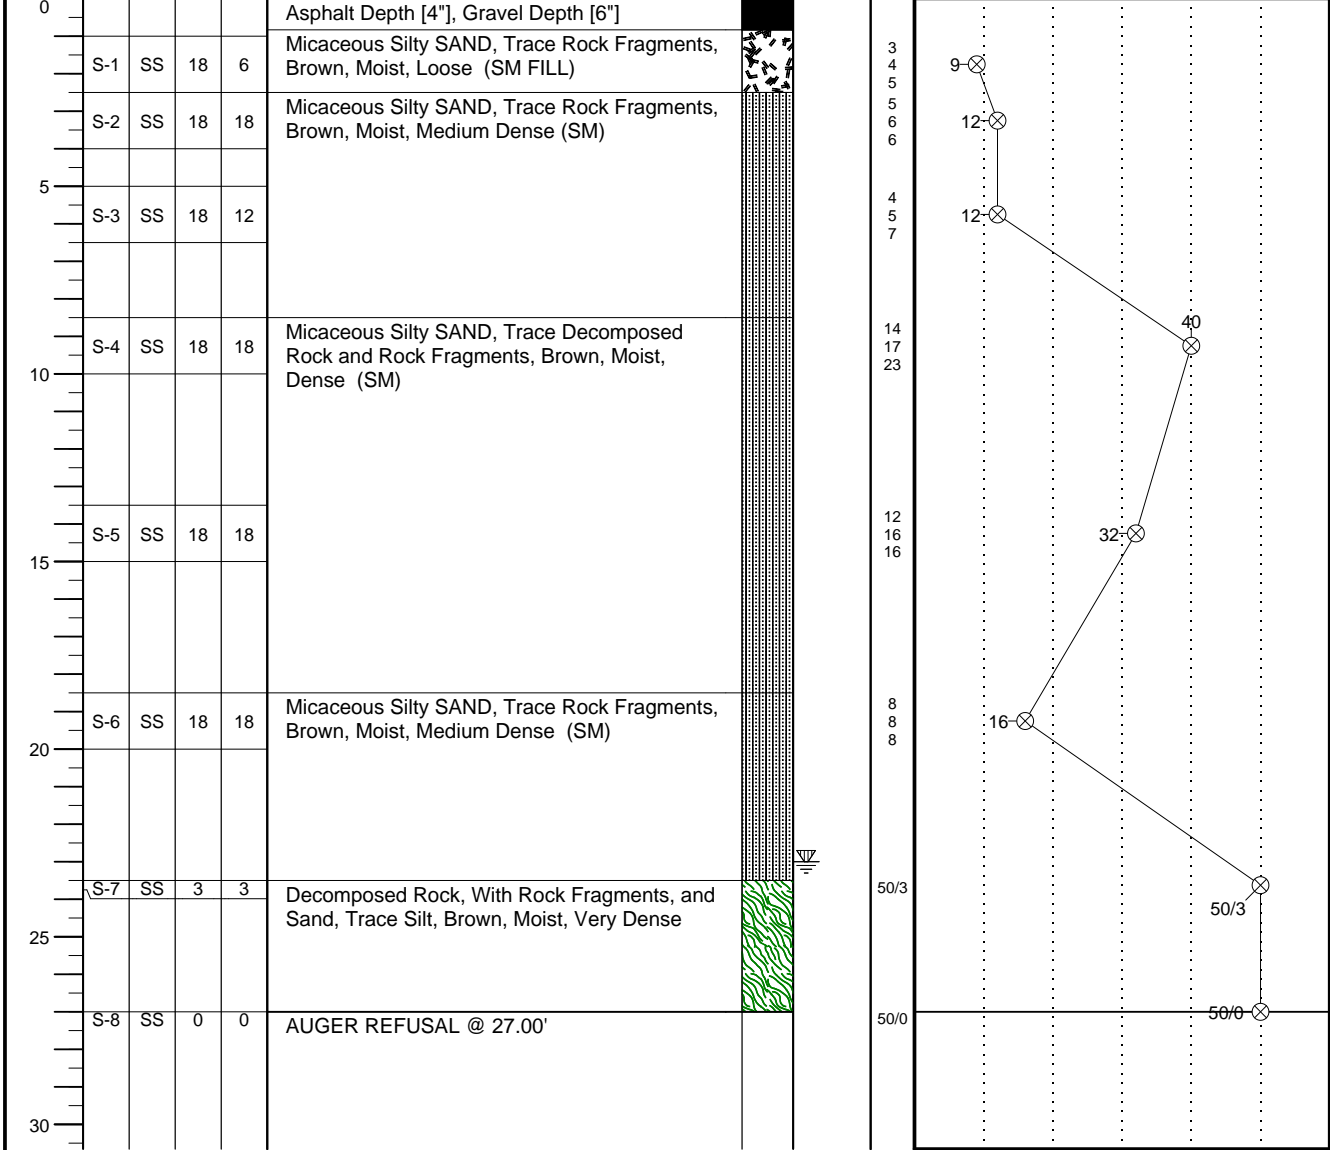 0
Asphalt Depth [4"], Gravel Depth [6"]
S-1 SS 18 6
Micaceous Silty SAND, Trace Rock Fragments,
Brown, Moist, Loose (SM FILL)
3
4
5
9
S-2 SS 18 18
Micaceous Silty SAND, Trace Rock Fragments,
Brown, Moist, Medium Dense (SM)
5
6
6
12
5
S-3 SS 18 12
4
5
7
12
S-4 SS 18 18
Micaceous Silty SAND, Trace Decomposed
Rock and Rock Fragments, Brown, Moist,
Dense (SM)
14
17
23
40
10
S-5 SS 18 18
12
16
16
32
15
S-6 SS 18 18
Micaceous Silty SAND, Trace Rock Fragments,
Brown, Moist, Medium Dense (SM)
8
8
8
16
20
S-7 SS 3 3
Decomposed Rock, With Rock Fragments, and
Sand, Trace Silt, Brown, Moist, Very Dense
50/3
50/3
25
S-8 SS 0 0
AUGER REFUSAL @ 27.00'
50/0
50/0
30